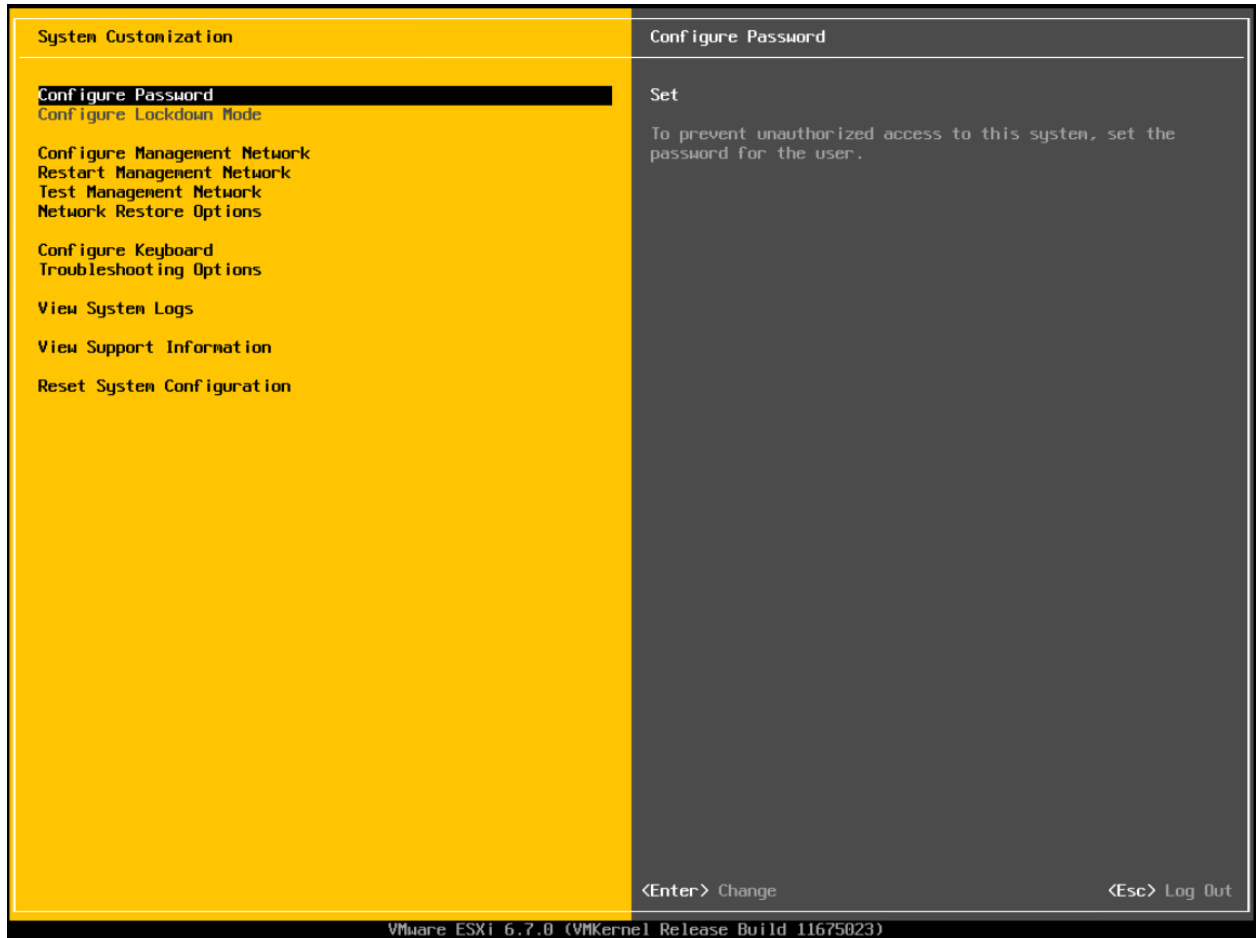 System Customization
Configure Password
Configure Password
Configure Lockdown Mode
Configure Management Network
Restart Management Network
Test Management Network
Network Restore Options
Configure Keyboard
Troubleshooting Options
View System Logs
View Support Information
Reset System Configuration
Set
To prevent unauthorized access to this system, set the
password for the user.
<Enter> Change
<Esc> Log Out
VMware ESXi 6.7.0 (VMKernel Release Build 11675023)